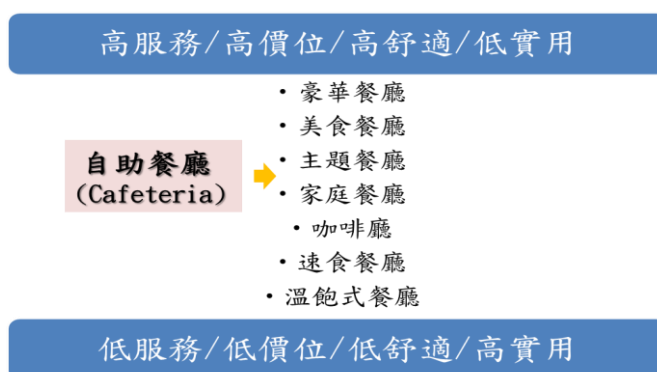 高服務/高價位/高舒適/低實用
• 豪華餐廳
• 美食餐廳
• 主題餐廳
• 家庭餐廳
• 咖啡廳
• 速食餐廳
• 溫飽式餐廳
自助餐廳
(Cafeteria)
低服務/低價位/低舒適/高實用